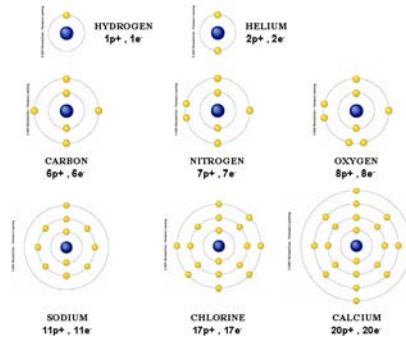 HYDROGEN
1p+ , 1e-
HELIUM
2p+ , 2e-
CARBON
6p+ , 6e-
NITROGEN
7p+ , 7e-
OXYGEN
8p+ , 8e-
SODIUM
11p+ , 11e-
CHLORINE
17p+ , 17e-
CALCIUM
20p+ , 20e-